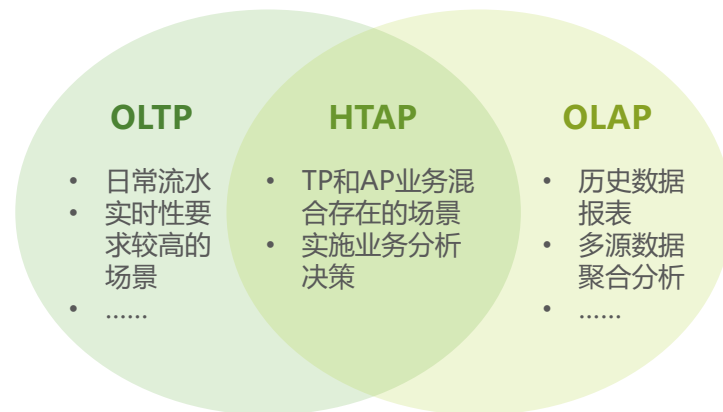 OLTP
• 日常流水
• 实时性要
求较高的
场景
• ......
HTAP
• TP和AP业务混
合存在的场景
• 实施业务分析
决策
OLAP
• 历史数据
报表
• 多源数据
聚合分析
• ......